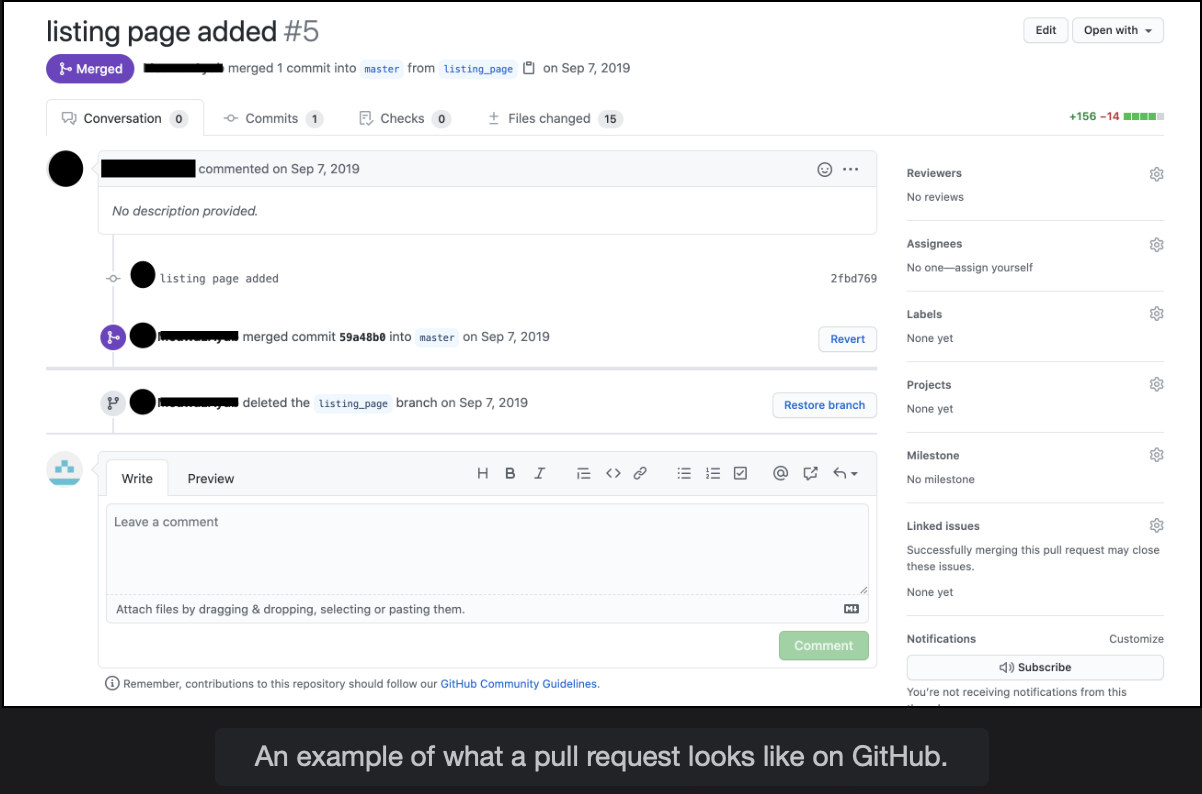 listing page added #5
Edit
Open with
Merged
merged 1 commit into master from listing_page on Sep 7, 2019
Conversation 0
Commits 1
Checks 0
Files changed 15
+156 −14
commented on Sep 7, 2019
No description provided.
listing page added
2fbd769
merged commit 59a48b0 into master on Sep 7, 2019
Revert
deleted the listing_page branch on Sep 7, 2019
Restore branch
Write
Preview
H B I
Leave a comment
Attach files by dragging & dropping, selecting or pasting them.
Comment
Remember, contributions to this repository should follow our GitHub Community Guidelines.
Reviewers
No reviews
Assignees
No one—assign yourself
Labels
None yet
Projects
None yet
Milestone
No milestone
Linked issues
Successfully merging this pull request may close
these issues.
None yet
Notifications
Customize
Subscribe
You're not receiving notifications from this
An example of what a pull request looks like on GitHub.